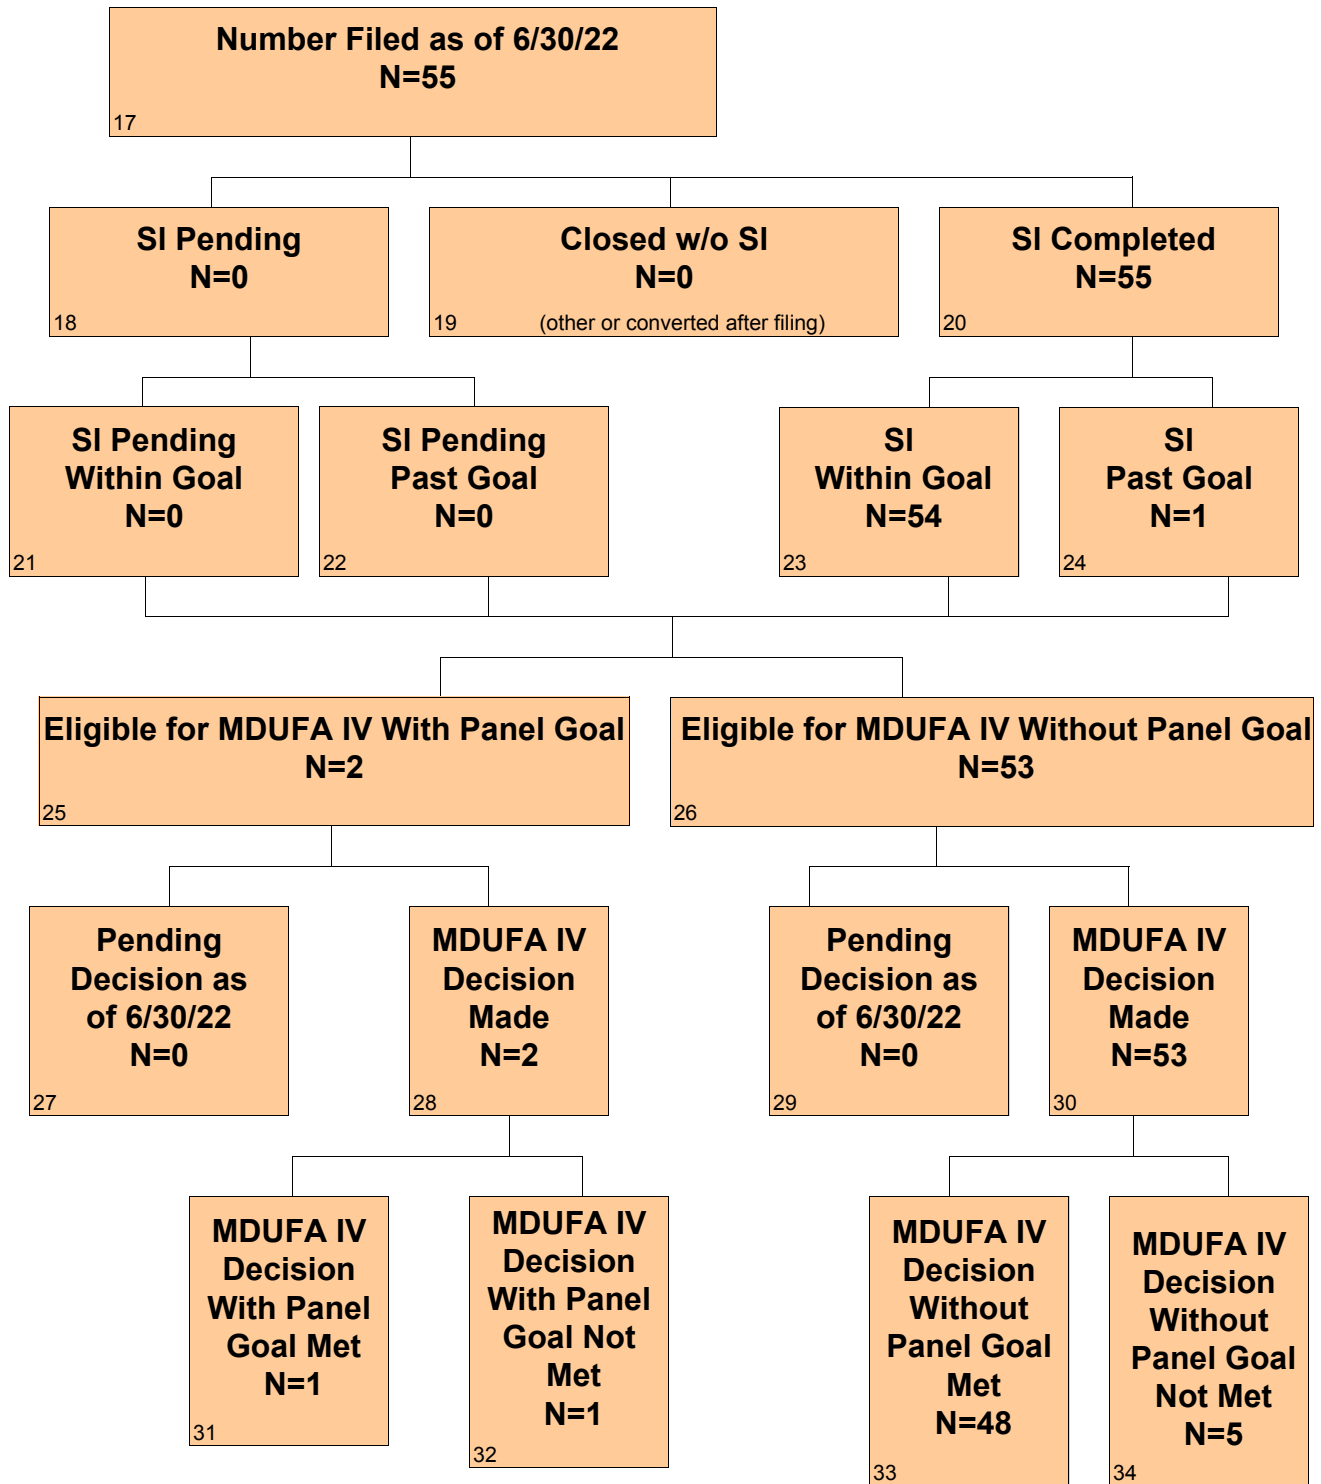 Number Filed as of 6/30/22
N=55
17
SI Pending
N=0
18
Closed w/o SI
N=0
19 (other or converted after filing)
SI Completed
N=55
20
SI Pending
Within Goal
N=0
21
SI Pending
Past Goal
N=0
22
SI
Within Goal
N=54
23
SI
Past Goal
N=1
24
Eligible for MDUFA IV With Panel Goal
N=2
25
Eligible for MDUFA IV Without Panel Goal
N=53
26
Pending
Decision as
of 6/30/22
N=0
27
MDUFA IV
Decision
Made
N=2
28
Pending
Decision as
of 6/30/22
N=0
29
MDUFA IV
Decision
Made
N=53
30
MDUFA IV
Decision
With Panel
Goal Met
N=1
31
MDUFA IV
Decision
With Panel
Goal Not
Met
N=1
32
MDUFA IV
Decision
Without
Panel Goal
Met
N=48
33
MDUFA IV
Decision
Without
Panel Goal
Not Met
N=5
34